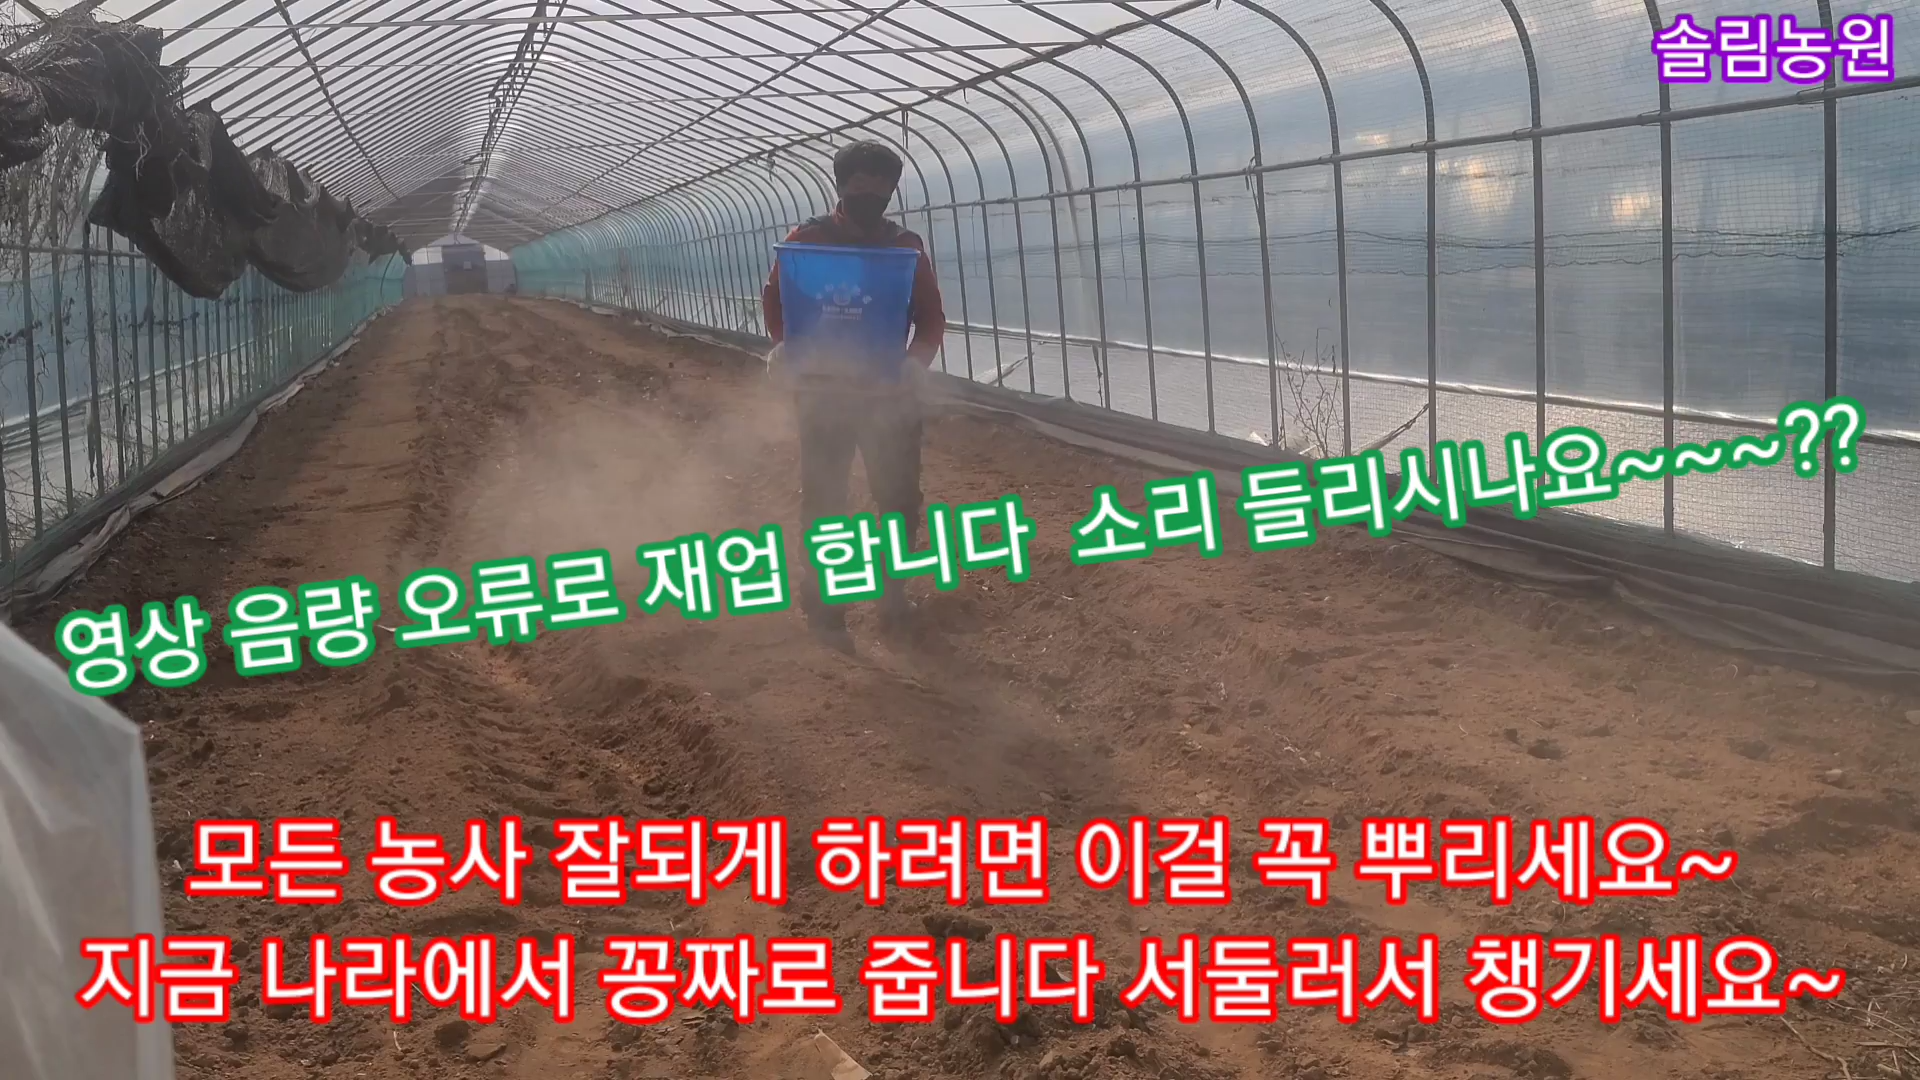 솔림농원
영상 음량 오류로 재업 합니다 소리 들리시나요~~~??
모든 농사 잘되게 하려면 이걸 꼭 뿌리세요~
지금 나라에서 꽁짜로 줍니다 서둘러서 챙기세요~